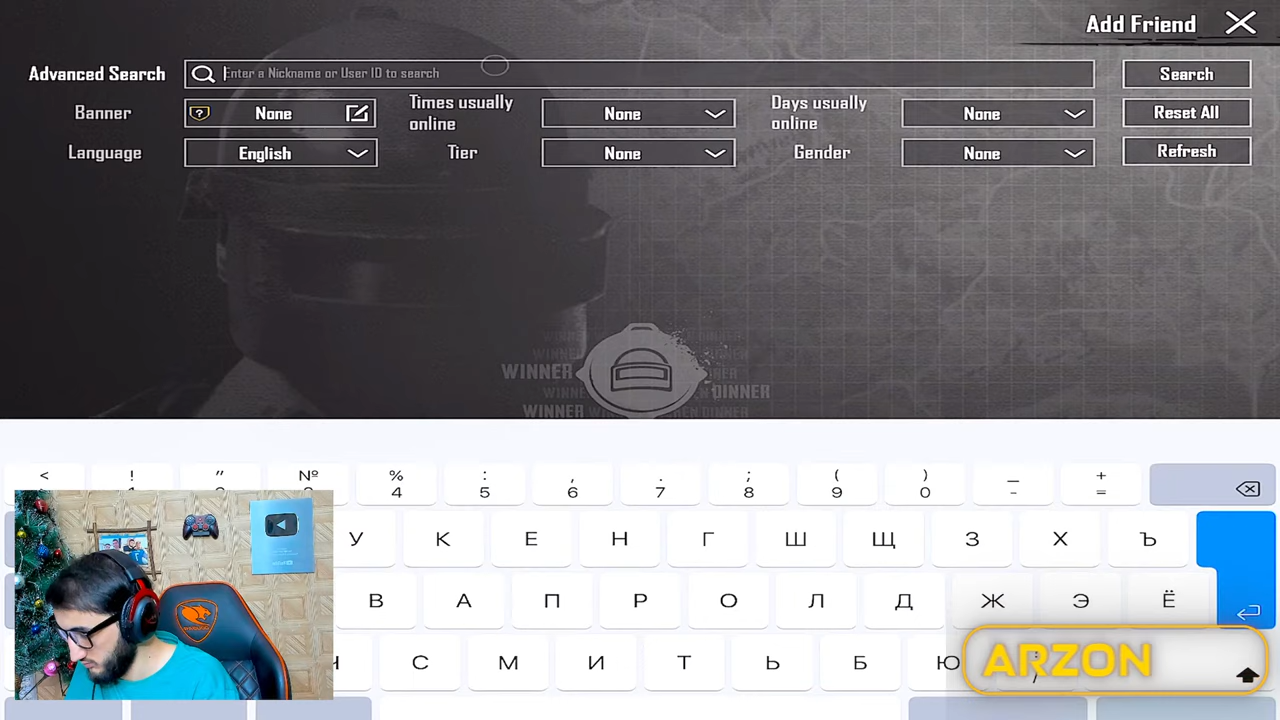 Add Friend
Advanced Search Enter a Nickname or User ID to search Search
Banner None Times usually online None Days usually online None Reset All
Language English Tier None Gender None Refresh
WINNER
WINNER DINNER
WINNER
< ! ″ № % : , . ; ( ) _ +
4 5 6 7 8 9 0 - =
У К Е Н Г Ш Щ З Х Ъ
В А П Р О Л Д Ж Э Ё
С М И Т Ь Б Ю
ARZON